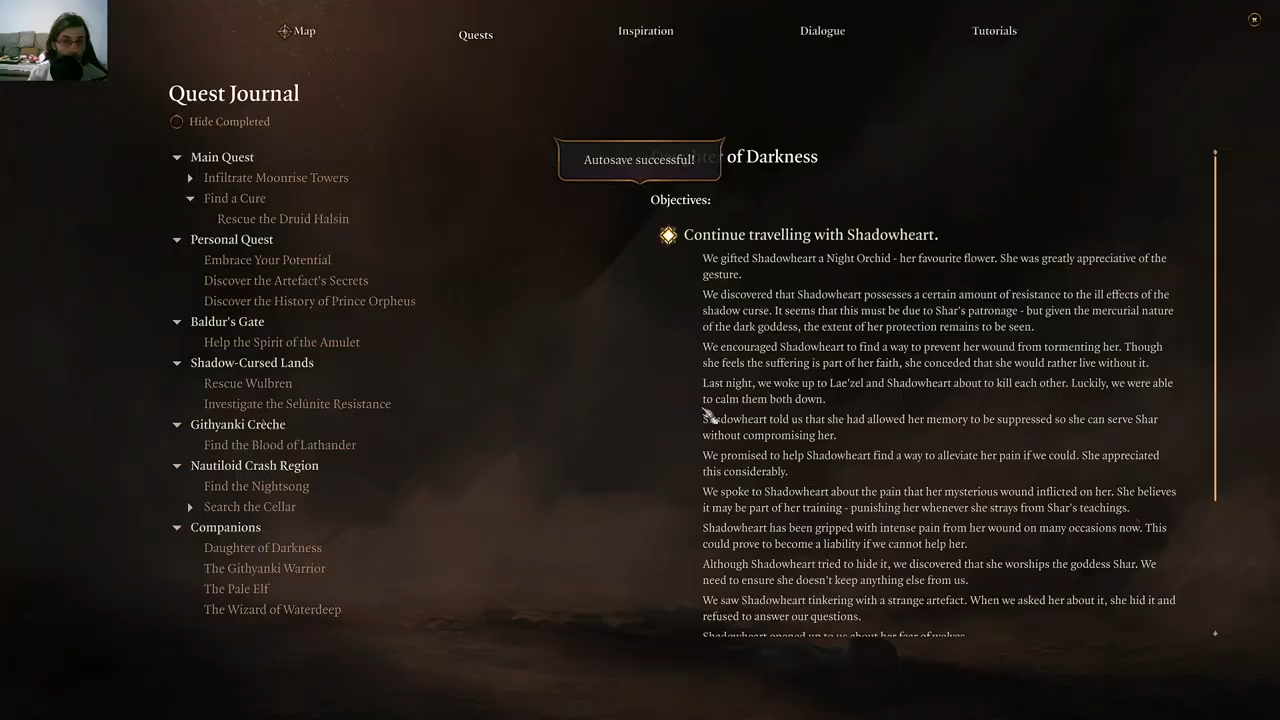 Map
Quests
Inspiration
Dialogue
Tutorials
Quest Journal
Hide Completed
Main Quest
Infiltrate Moonrise Towers
Find a Cure
Rescue the Druid Halsin
Personal Quest
Embrace Your Potential
Discover the Artefact's Secrets
Discover the History of Prince Orpheus
Baldur's Gate
Help the Spirit of the Amulet
Shadow-Cursed Lands
Rescue Wulbren
Investigate the Selûnite Resistance
Githyanki Crèche
Find the Blood of Lathander
Nautiloid Crash Region
Find the Nightsong
Search the Cellar
Companions
Daughter of Darkness
The Githyanki Warrior
The Pale Elf
The Wizard of Waterdeep
Autosave successful!
of Darkness
Objectives:
Continue travelling with Shadowheart.
We gifted Shadowheart a Night Orchid - her favourite flower. She was greatly appreciative of the
gesture.
We discovered that Shadowheart possesses a certain amount of resistance to the ill effects of the
shadow curse. It seems that this must be due to Shar's patronage - but given the mercurial nature
of the dark goddess, the extent of her protection remains to be seen.
We encouraged Shadowheart to find a way to prevent her wound from tormenting her. Though
she feels the suffering is part of her faith, she conceded that she would rather live without it.
Last night, we woke up to Lae'zel and Shadowheart about to kill each other. Luckily, we were able
to calm them both down.
Shadowheart told us that she had allowed her memory to be suppressed so she can serve Shar
without compromising her.
We promised to help Shadowheart find a way to alleviate her pain if we could. She appreciated
this considerably.
We spoke to Shadowheart about the pain that her mysterious wound inflicted on her. She believes
it may be part of her training - punishing her whenever she strays from Shar's teachings.
Shadowheart has been gripped with intense pain from her wound on many occasions now. This
could prove to become a liability if we cannot help her.
Although Shadowheart tried to hide it, we discovered that she worships the goddess Shar. We
need to ensure she doesn't keep anything else from us.
We saw Shadowheart tinkering with a strange artefact. When we asked her about it, she hid it and
refused to answer our questions.
Shadowheart opened up to us about her fear of wolves.